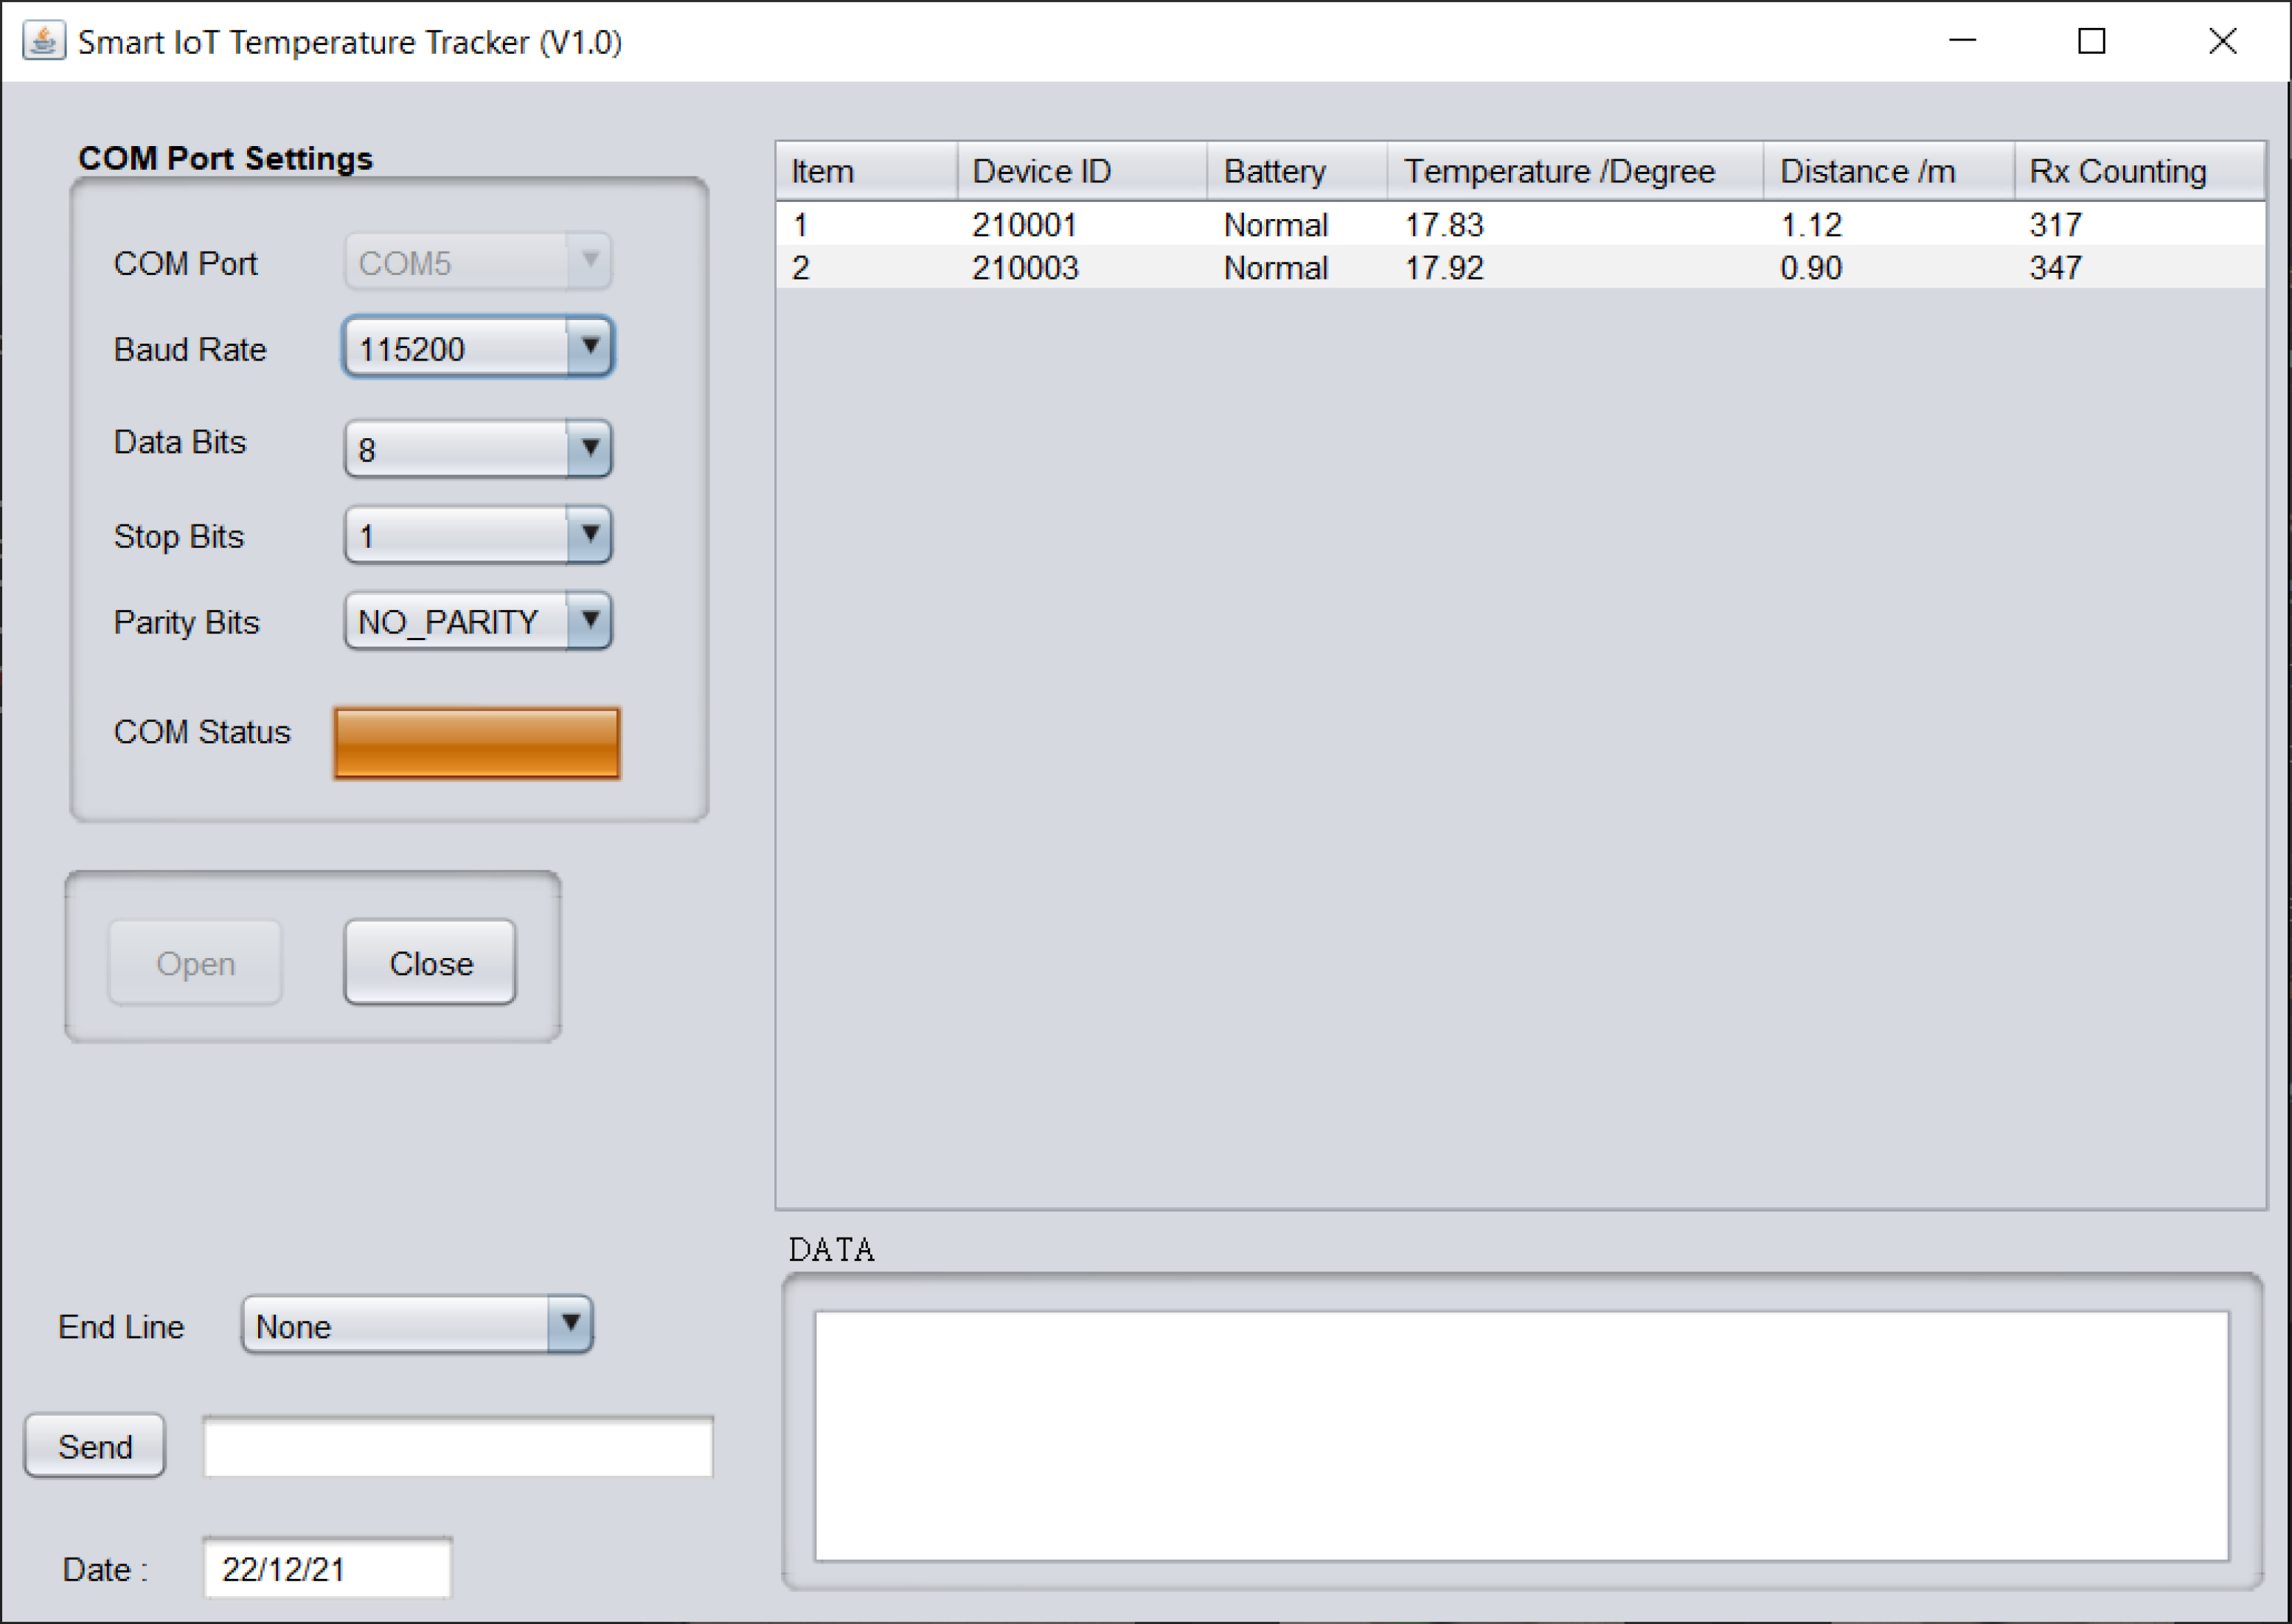 Smart IoT Temperature Tracker (V1.0)
COM Port Settings
COM Port COM5
Baud Rate 115200
Data Bits 8
Stop Bits 1
Parity Bits NO_PARITY
COM Status
Open Close
End Line None
Send
Date : 22/12/21
Item Device ID Battery Temperature /Degree Distance /m Rx Counting
1 210001 Normal 17.83 1.12 317
2 210003 Normal 17.92 0.90 347
DATA